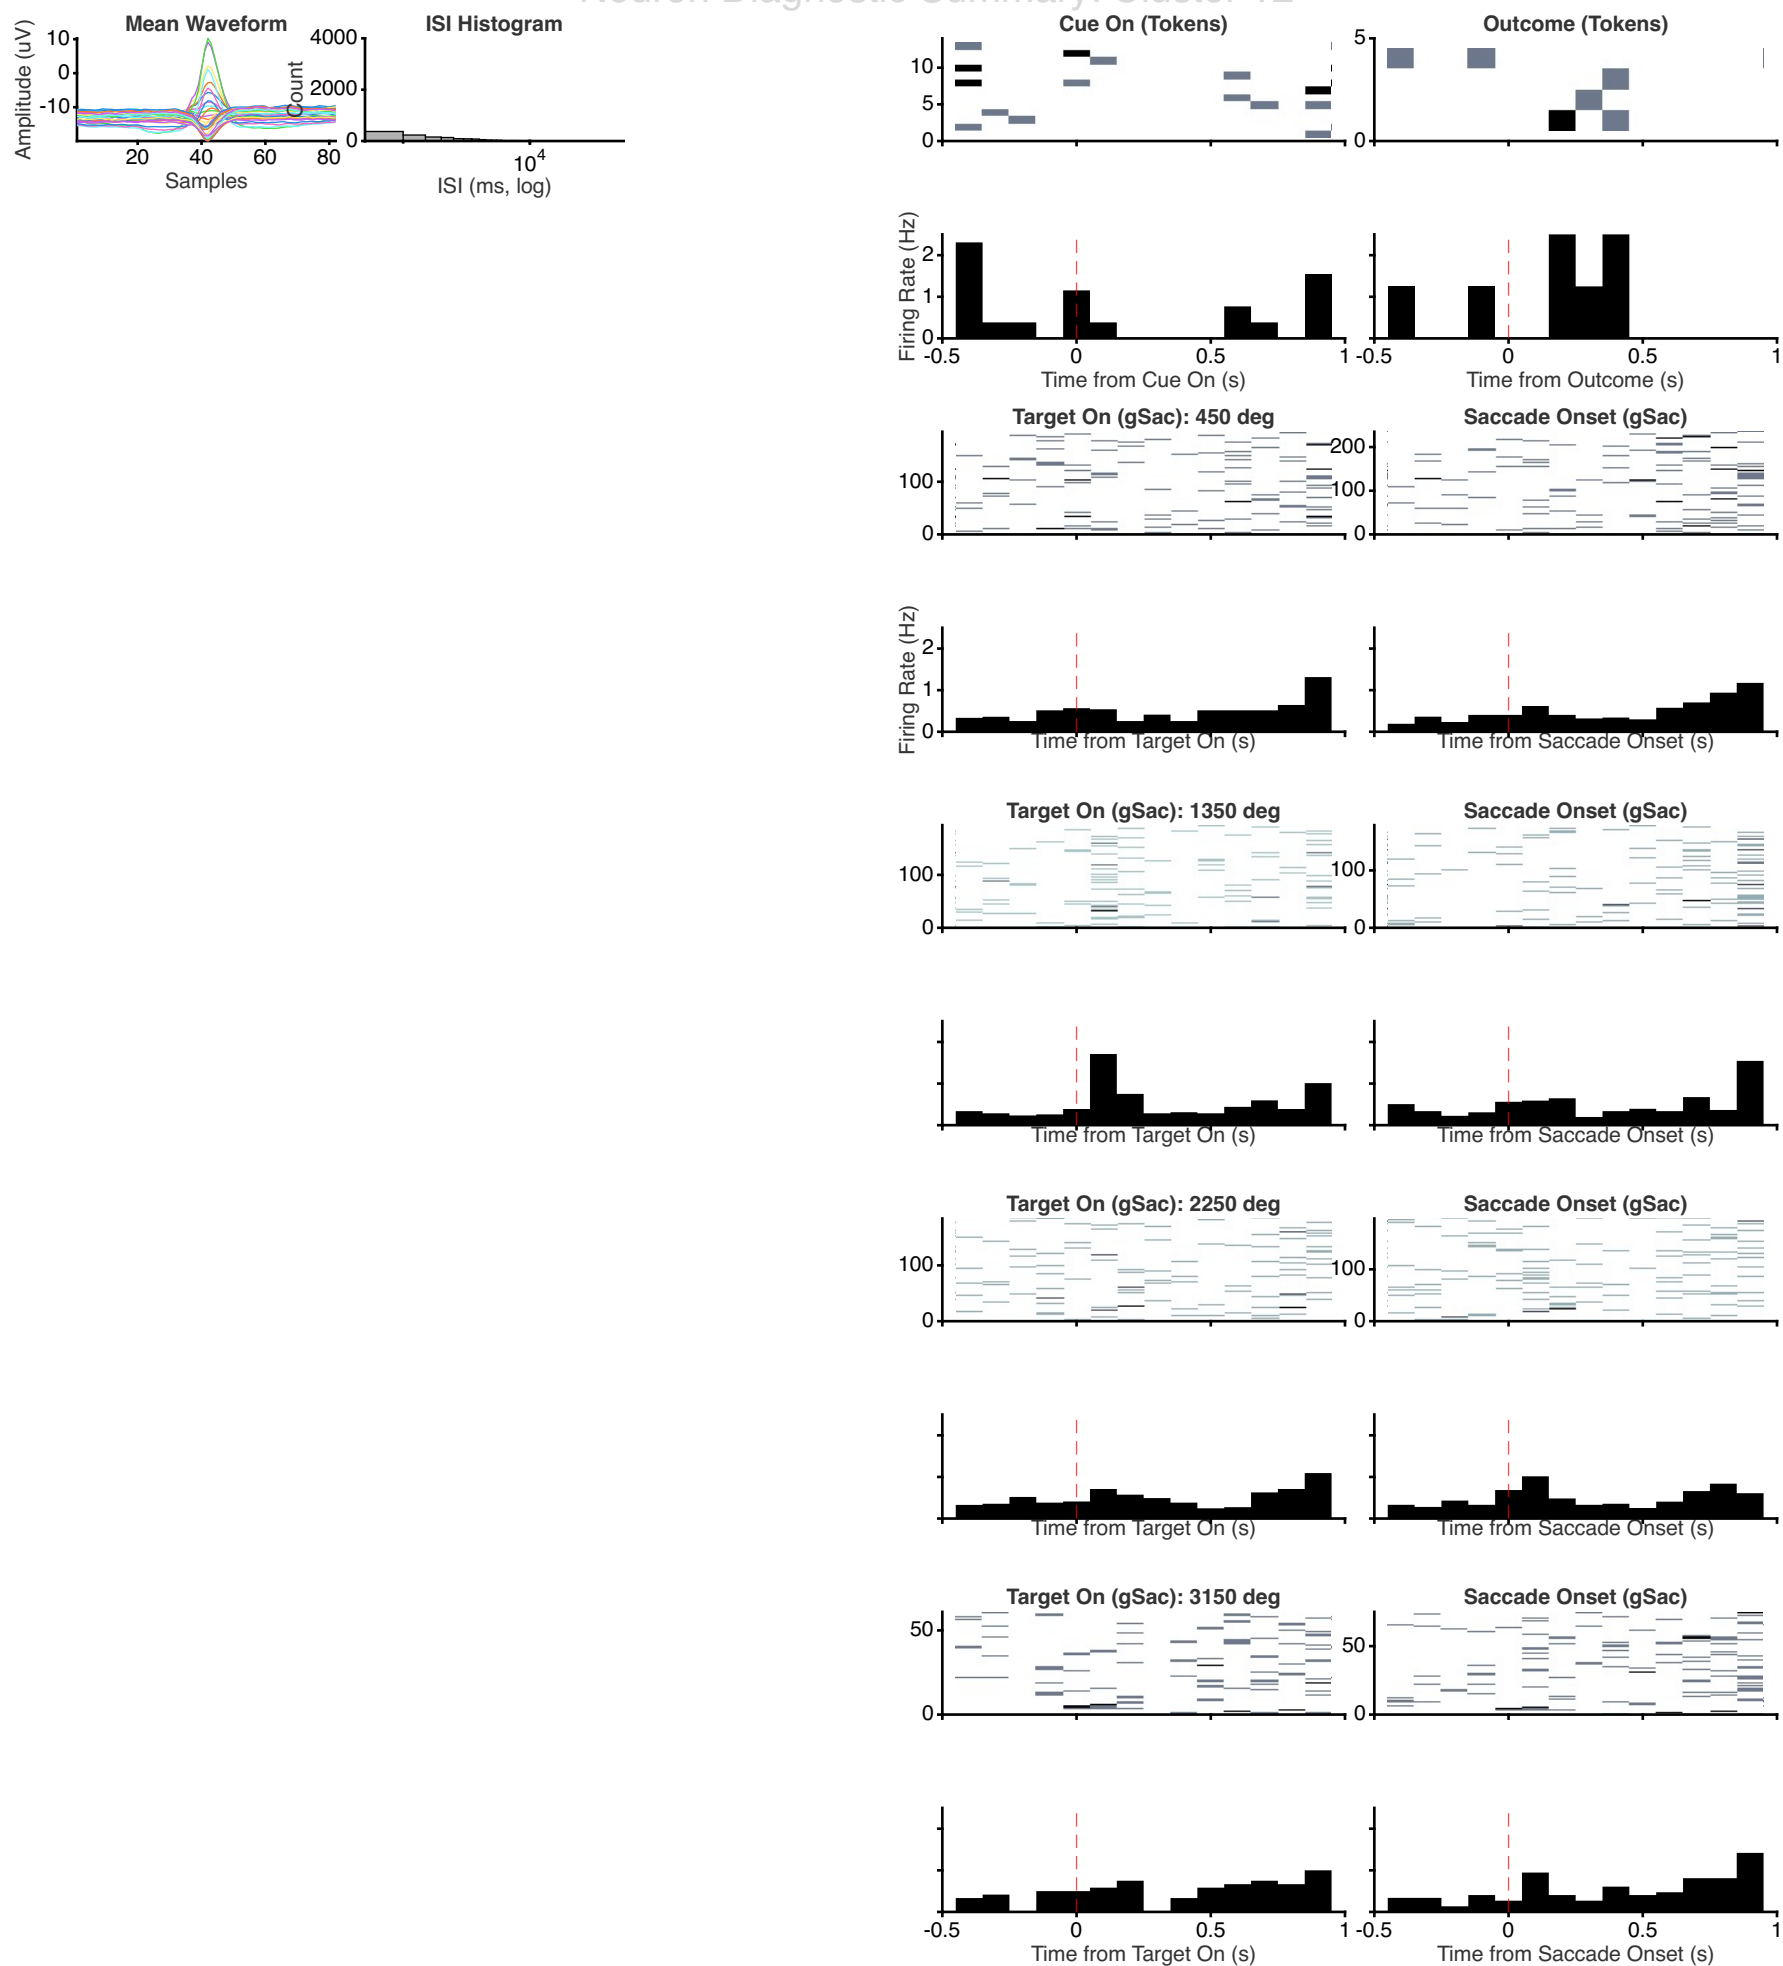 Neuron Diagnostic Summary: Cluster 12
Mean Waveform
ISI Histogram
Cue On (Tokens)
Outcome (Tokens)
Amplitude (uV)
10
0
-10
20 40 60 80
Samples
Count
4000
2000
0
10^4
ISI (ms, log)
10
5
0
5
0
Firing Rate (Hz)
2
1
0
-0.5 0 0.5 1
Time from Cue On (s)
-0.5 0 0.5 1
Time from Outcome (s)
Target On (gSac): 450 deg
Saccade Onset (gSac)
100
0
200
100
0
Firing Rate (Hz)
2
1
0
Time from Target On (s)
Time from Saccade Onset (s)
Target On (gSac): 1350 deg
Saccade Onset (gSac)
100
0
100
0
Time from Target On (s)
Time from Saccade Onset (s)
Target On (gSac): 2250 deg
Saccade Onset (gSac)
100
0
100
0
Time from Target On (s)
Time from Saccade Onset (s)
Target On (gSac): 3150 deg
Saccade Onset (gSac)
50
0
50
0
-0.5 0 0.5 1
Time from Target On (s)
-0.5 0 0.5 1
Time from Saccade Onset (s)